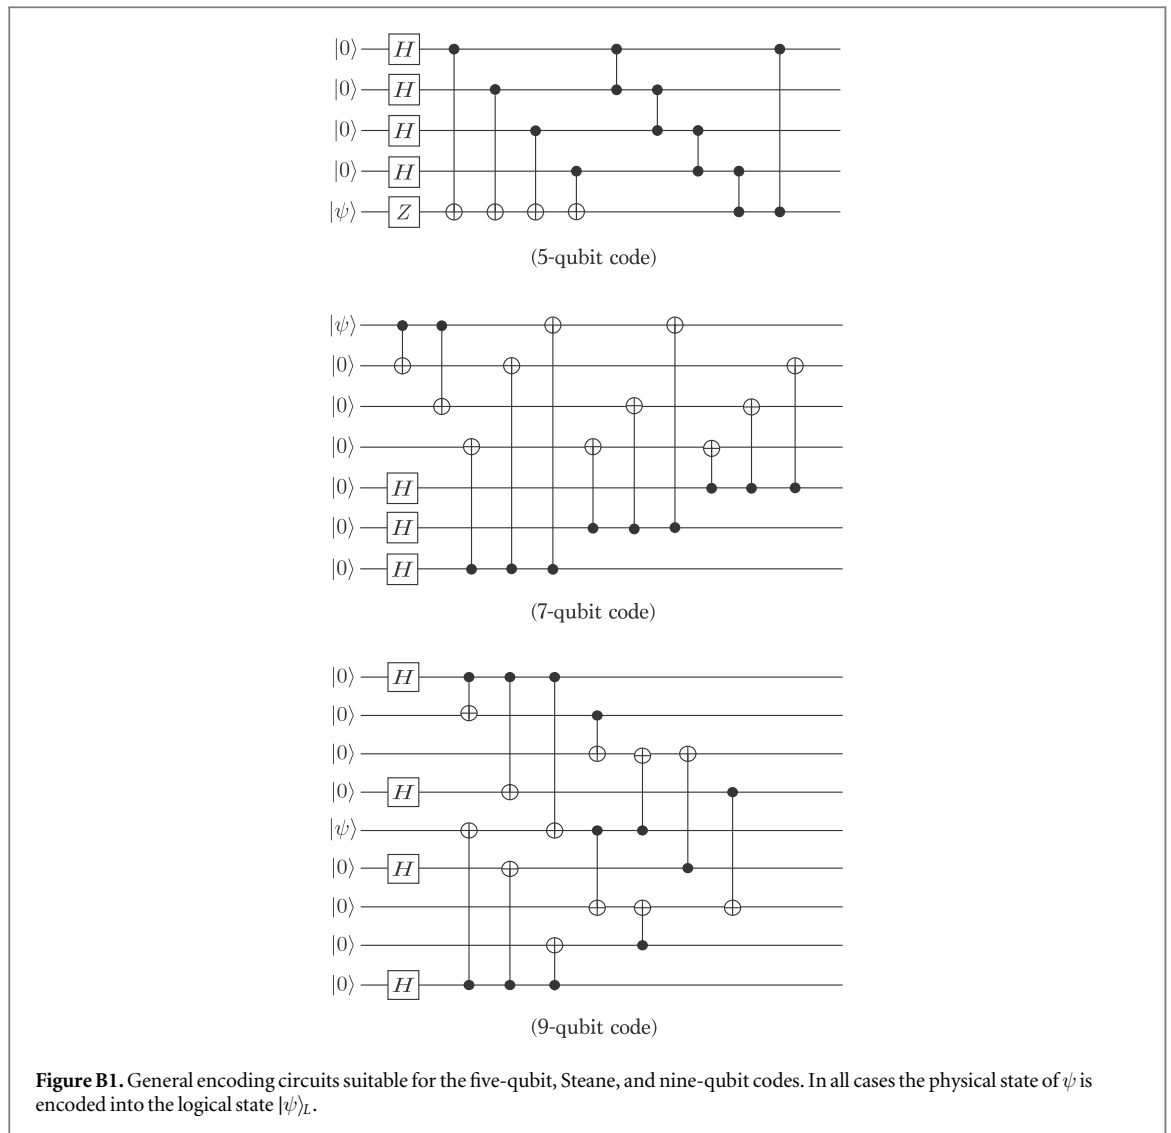 |0⟩ H
|0⟩ H
|0⟩ H
|0⟩ H
|ψ⟩ Z
(5-qubit code)
|ψ⟩
|0⟩
|0⟩
|0⟩
|0⟩ H
|0⟩ H
|0⟩ H
(7-qubit code)
|0⟩ H
|0⟩
|0⟩
|0⟩ H
|ψ⟩
|0⟩ H
|0⟩
|0⟩
|0⟩ H
(9-qubit code)
Figure B1. General encoding circuits suitable for the five-qubit, Steane, and nine-qubit codes. In all cases the physical state of ψ is
encoded into the logical state |ψ⟩L.